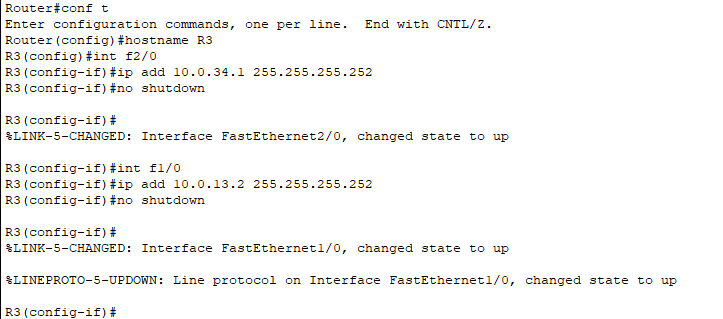 Router#conf t
Enter configuration commands, one per line.  End with CNTL/Z.
Router(config)#hostname R3
R3(config)#int f2/0
R3(config-if)#ip add 10.0.34.1 255.255.255.252
R3(config-if)#no shutdown
R3(config-if)#
%LINK-5-CHANGED: Interface FastEthernet2/0, changed state to up
R3(config-if)#int f1/0
R3(config-if)#ip add 10.0.13.2 255.255.255.252
R3(config-if)#no shutdown
R3(config-if)#
%LINK-5-CHANGED: Interface FastEthernet1/0, changed state to up
%LINEPROTO-5-UPDOWN: Line protocol on Interface FastEthernet1/0, changed state to up
R3(config-if)#